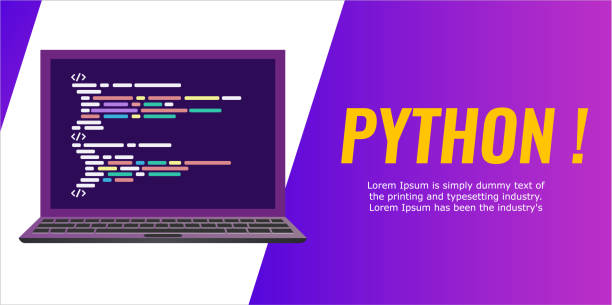 </>
</>
</>
PYTHON !
Lorem Ipsum is simply dummy text of
the printing and typesetting industry.
Lorem Ipsum has been the industry's